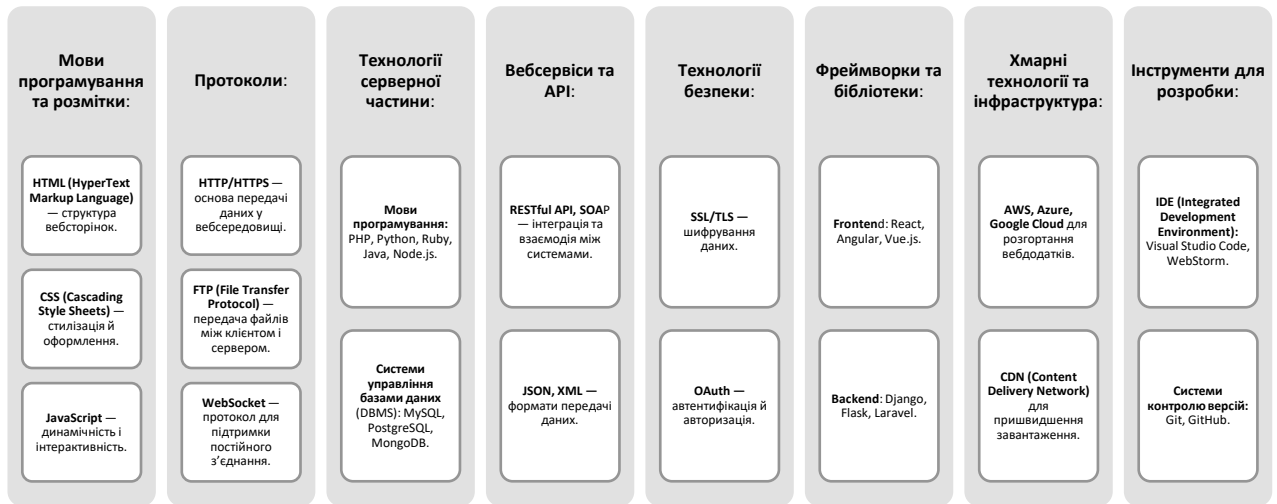 Мови
програмування
та розмітки:
HTML (HyperText
Markup Language)
— структура
вебсторінок.
CSS (Cascading
Style Sheets) —
стилізація й
оформлення.
JavaScript —
динамічність і
інтерактивність.
Протоколи:
HTTP/HTTPS —
основа передачі
даних у
вебсередовищі.
FTP (File Transfer
Protocol) —
передача файлів
між клієнтом і
сервером.
WebSocket —
протокол для
підтримки
постійного
з’єднання.
Технології
серверної
частини:
Мови
програмування:
PHP, Python, Ruby,
Java, Node.js.
Системи
управління
базами даних
(DBMS): MySQL,
PostgreSQL,
MongoDB.
Вебсервіси та
API:
RESTful API, SOAP
— інтеграція та
взаємодія між
системами.
JSON, XML —
формати передачі
даних.
Технології
безпеки:
SSL/TLS —
шифрування
даних.
OAuth —
автентифікація й
авторизація.
Фреймворки та
бібліотеки:
Frontend: React,
Angular, Vue.js.
Backend: Django,
Flask, Laravel.
Хмарні
технології та
інфраструктура:
AWS, Azure,
Google Cloud для
розгортання
вебдодатків.
CDN (Content
Delivery Network)
для
пришвидшення
завантаження.
Інструменти для
розробки:
IDE (Integrated
Development
Environment):
Visual Studio Code,
WebStorm.
Системи
контролю версій:
Git, GitHub.